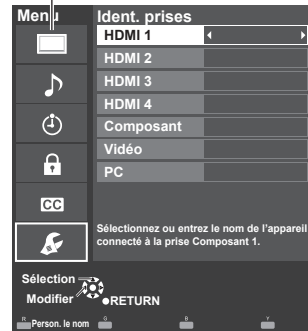 Menu
Ident. prises
HDMI 1
HDMI 2
HDMI 3
HDMI 4
Composant
Vidéo
PC
CC
Sélectionnez ou entrez le nom de l'appareil
connecté à la prise Composant 1.
Sélection
Modifier
RETURN
R G B Y
Person. le nom